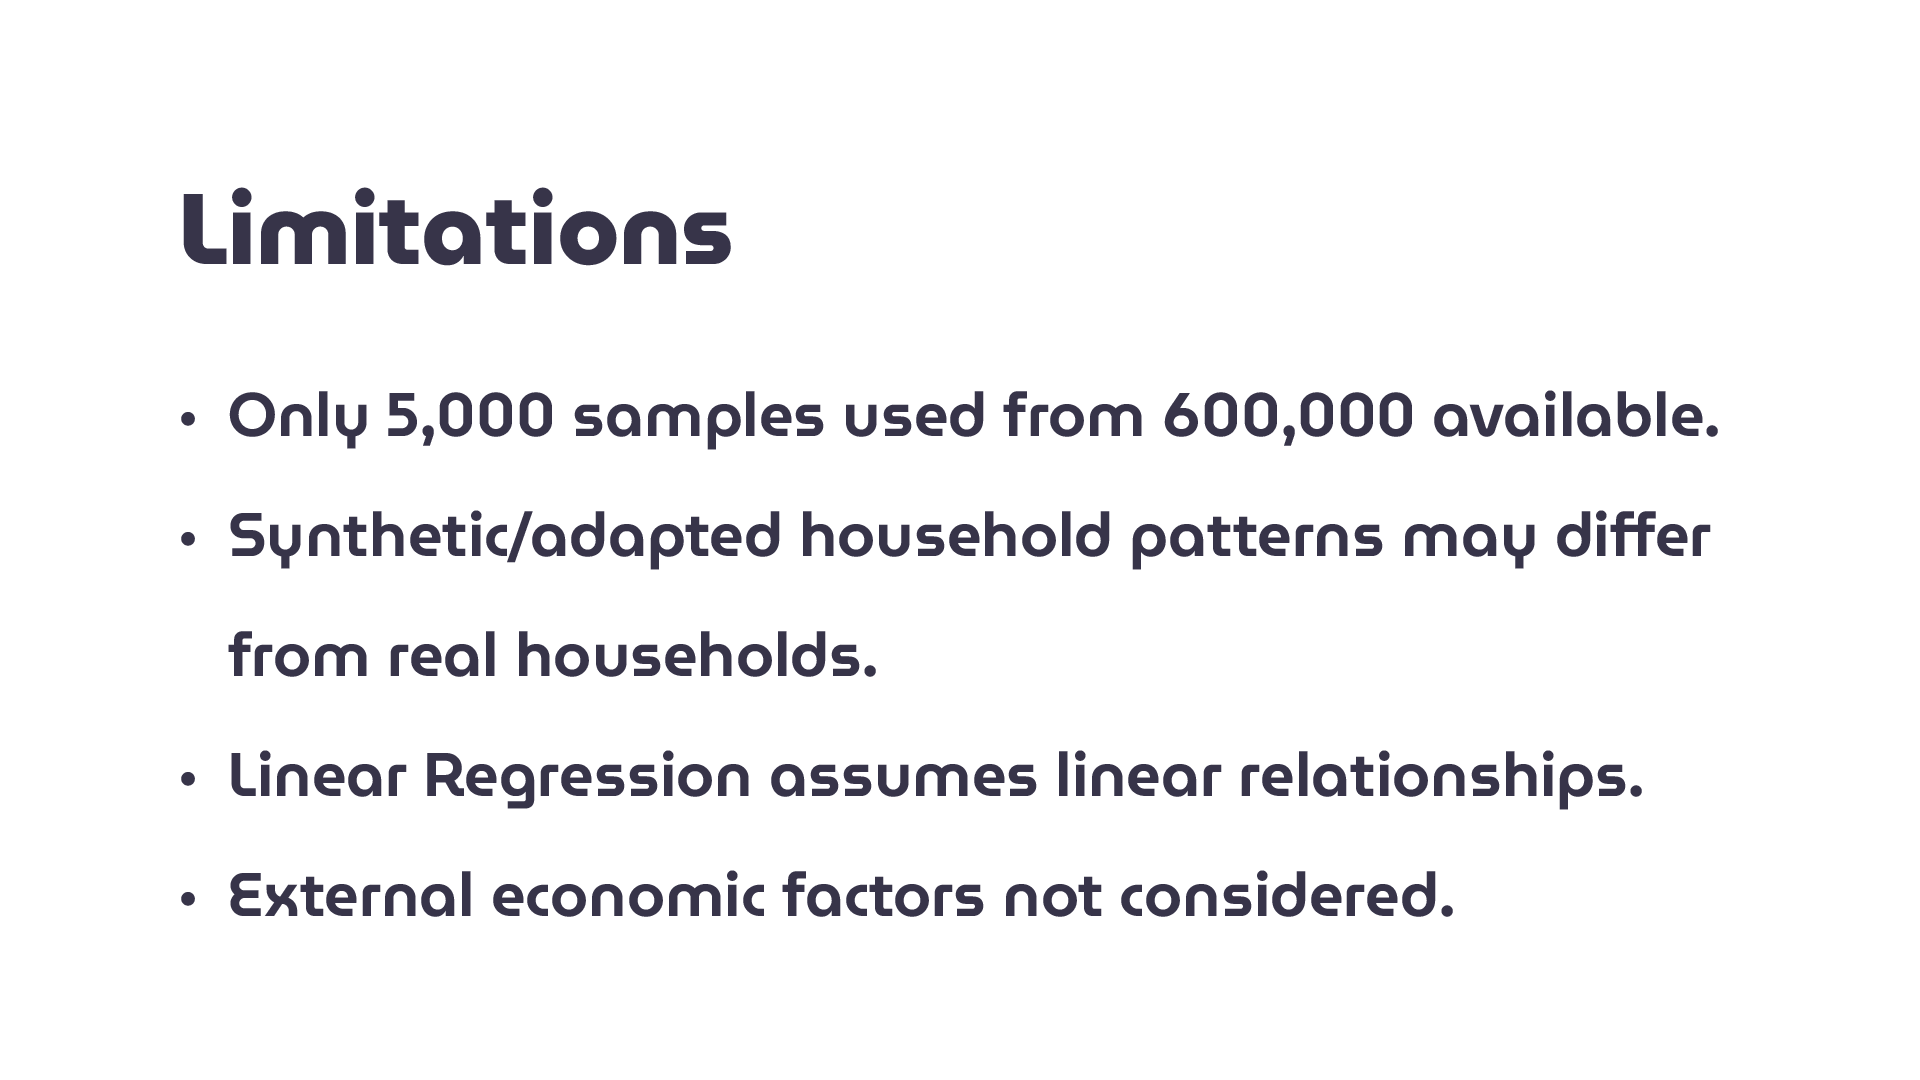 Limitations
• Only 5,000 samples used from 600,000 available.
• Synthetic/adapted household patterns may differ
from real households.
• Linear Regression assumes linear relationships.
• External economic factors not considered.